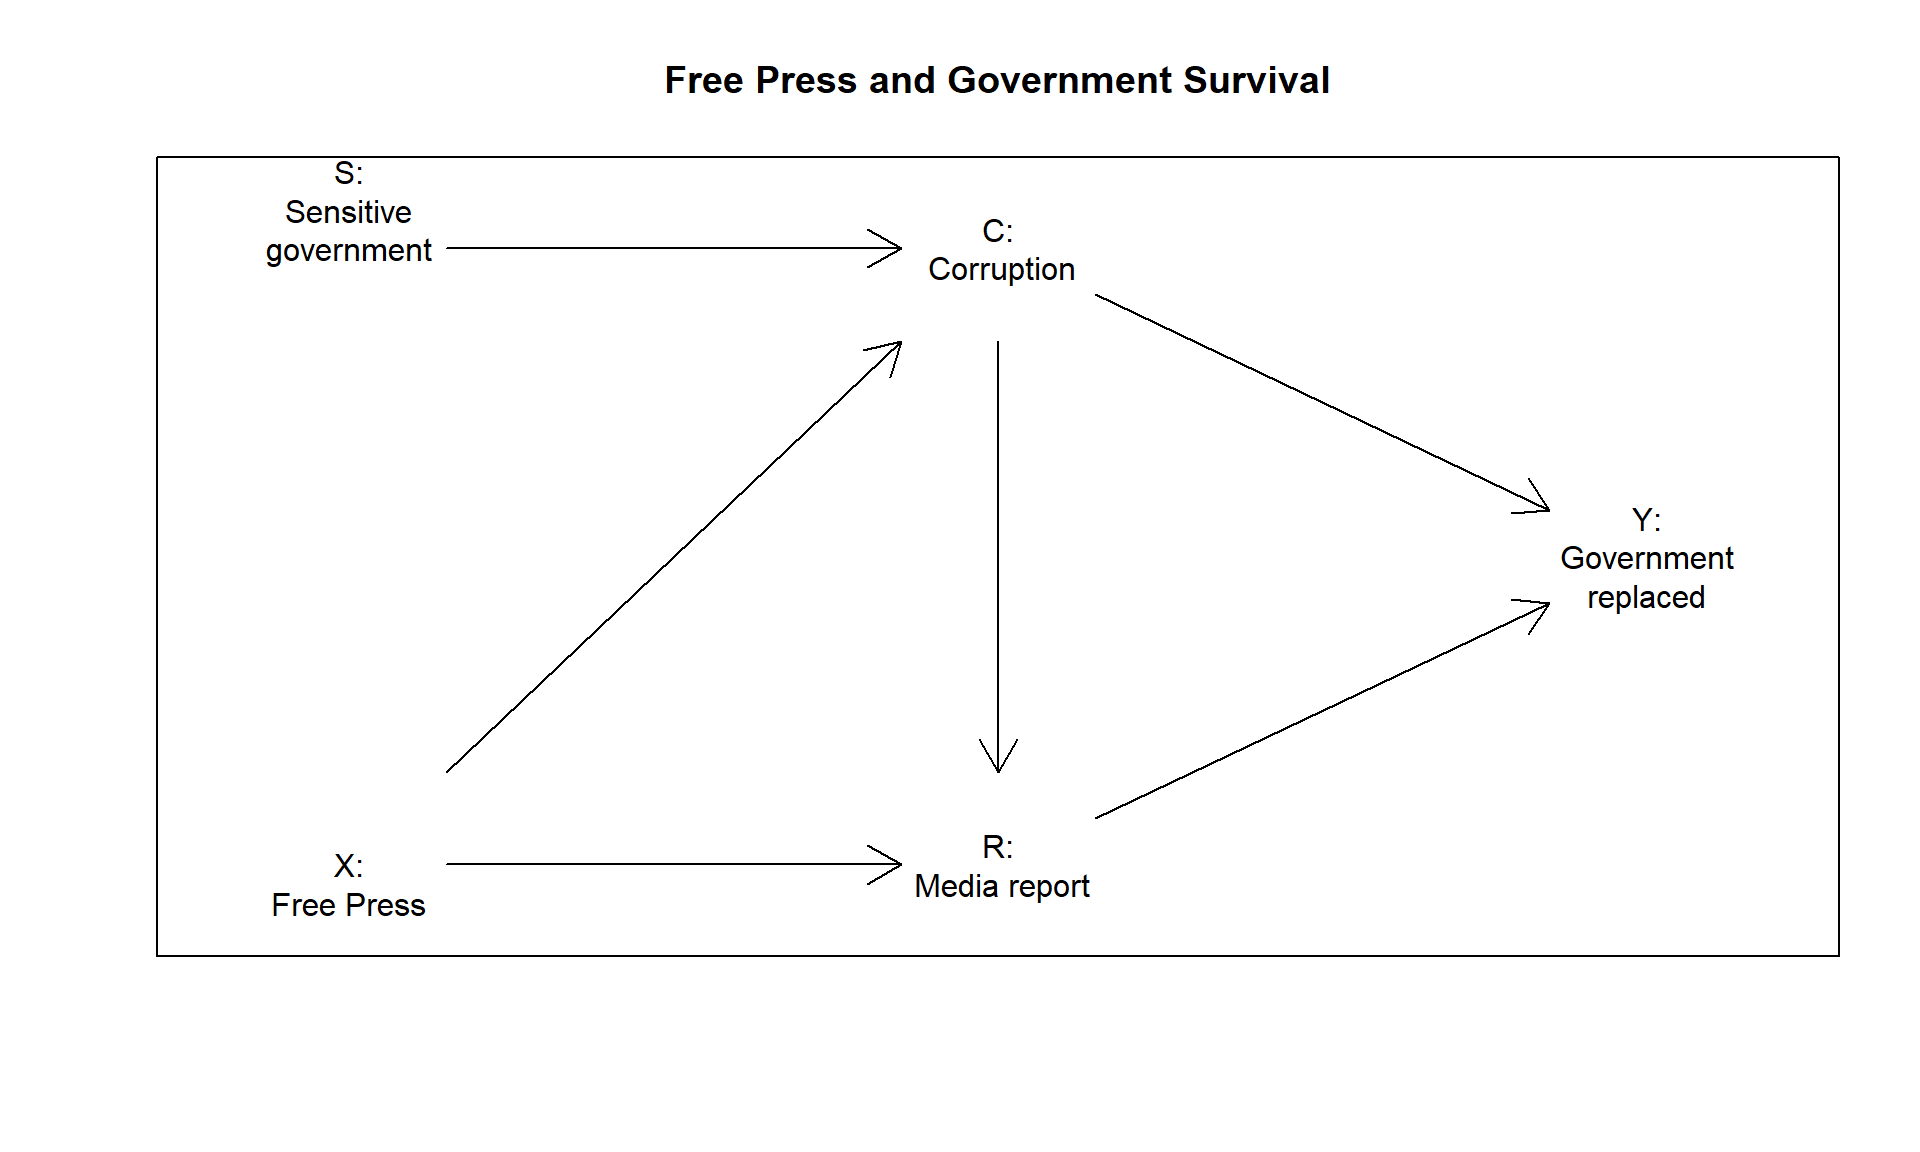 Free Press and Government Survival
S:
Sensitive
government
C:
Corruption
Y:
Government
replaced
X:
Free Press
R:
Media report